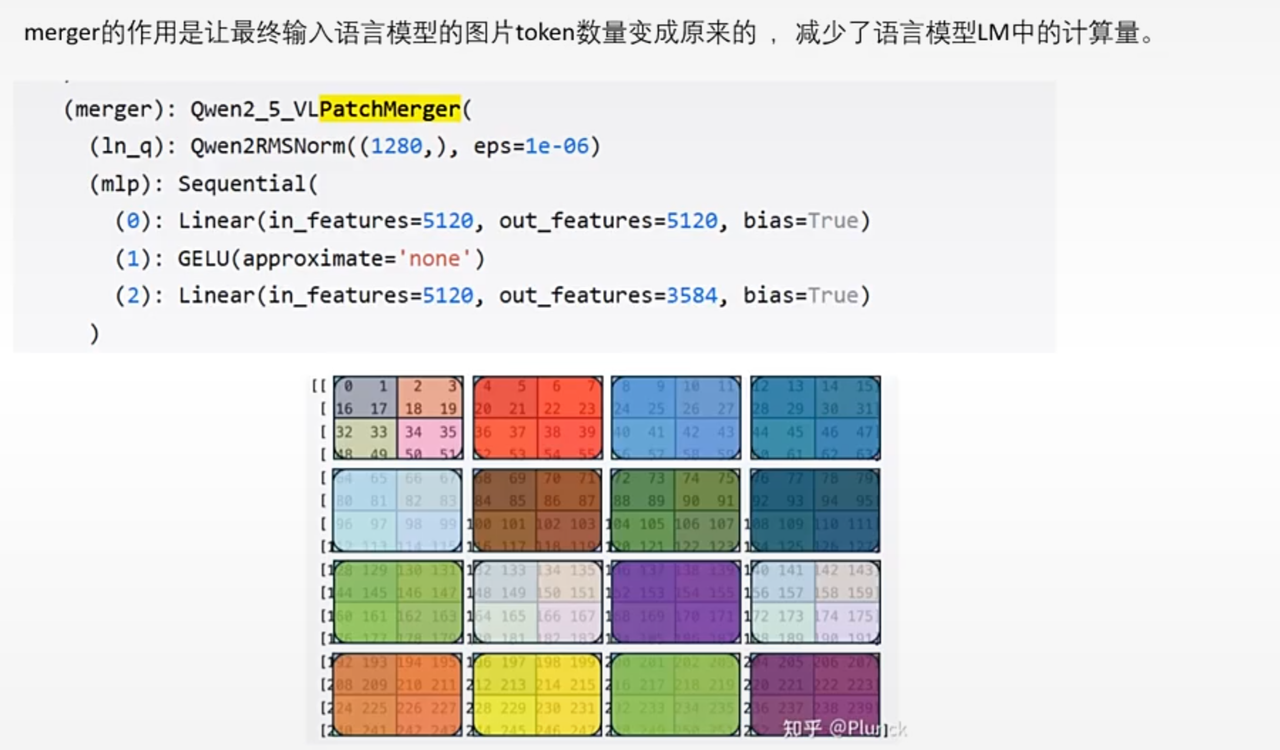 merger的作用是让最终输入语言模型的图片token数量变成原来的 ，减少了语言模型LM中的计算量。
(merger): Qwen2_5_VLPatchMerger(
(ln_q): Qwen2RMSNorm((1280,), eps=1e-06)
(mlp): Sequential(
(0): Linear(in_features=5120, out_features=5120, bias=True)
(1): GELU(approximate='none')
(2): Linear(in_features=5120, out_features=3584, bias=True)
)
[[ 0 1 2 3 4 5 6 7 8 9 10 11 12 13 14 15]
[ 16 17 18 19 20 21 22 23 24 25 26 27 28 29 30 31]
[ 32 33 34 35 36 37 38 39 40 41 42 43 44 45 46 47]
[ 48 49 50 51 52 53 54 55 56 57 58 59 60 61 62 63]
[ 64 65 66 67 68 69 70 71 72 73 74 75 76 77 78 79]
[ 80 81 82 83 84 85 86 87 88 89 90 91 92 93 94 95]
[ 96 97 98 99 100 101 102 103 104 105 106 107 108 109 110 111]
[112 113 114 115 116 117 118 119 120 121 122 123 124 125 126 127]
[128 129 130 131 132 133 134 135 136 137 138 139 140 141 142 143]
[144 145 146 147 148 149 150 151 152 153 154 155 156 157 158 159]
[160 161 162 163 164 165 166 167 168 169 170 171 172 173 174 175]
[176 177 178 179 180 181 182 183 184 185 186 187 188 189 190 191]
[192 193 194 195 196 197 198 199 200 201 202 203 204 205 206 207]
[208 209 210 211 212 213 214 215 216 217 218 219 220 221 222 223]
[224 225 226 227 228 229 230 231 232 233 234 235 236 237 238 239]
[240 241 242 243 244 245 246 247
知乎 @Plunck